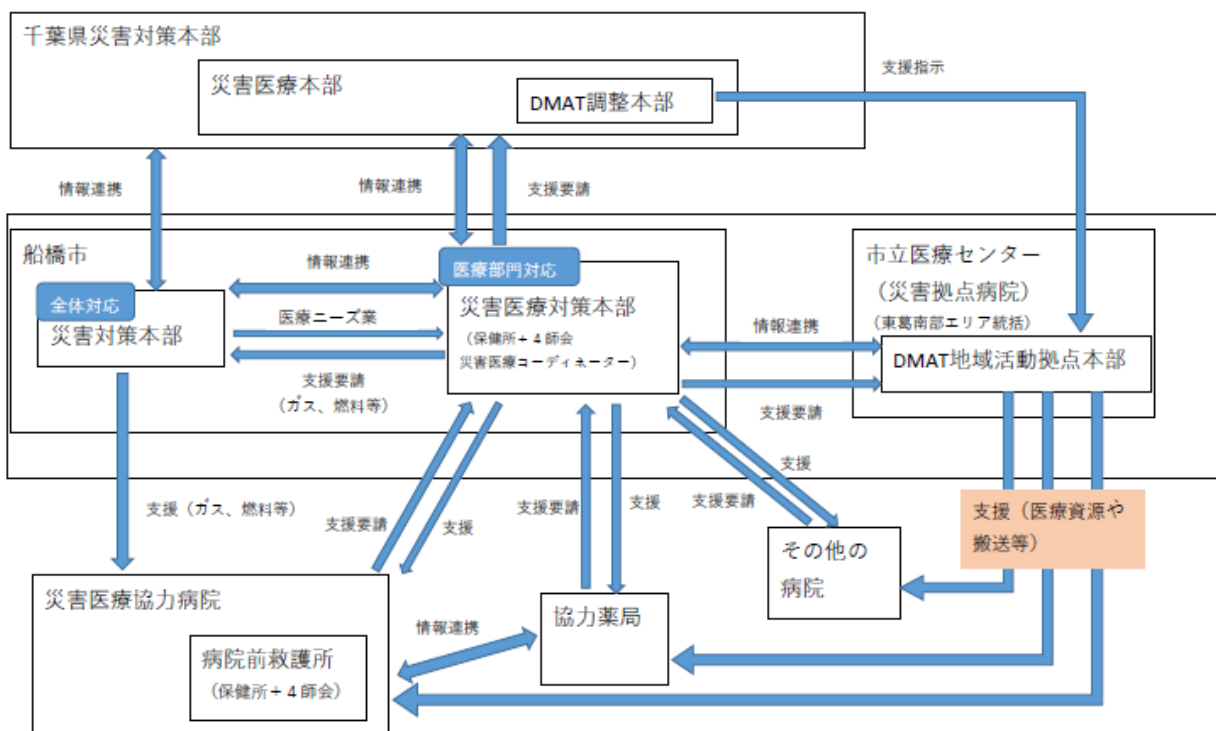 千葉県災害対策本部
災害医療本部
DMAT調整本部
支援指示
情報連携
情報連携
支援要請
船橋市
全体対応
災害対策本部
情報連携
医療ニーズ業
支援要請
（ガス、燃料等）
医療部門対応
災害医療対策本部
（保健所＋４師会
災害医療コーディネーター）
市立医療センター
（災害拠点病院）
（東葛南部エリア統括）
DMAT地域活動拠点本部
情報連携
支援要請
支援（ガス、燃料等）
支援要請
支援
支援要請
支援
支援要請
支援
支援（医療資源や
搬送等）
その他の
病院
災害医療協力病院
病院前救護所
（保健所＋４師会）
情報連携
協力薬局